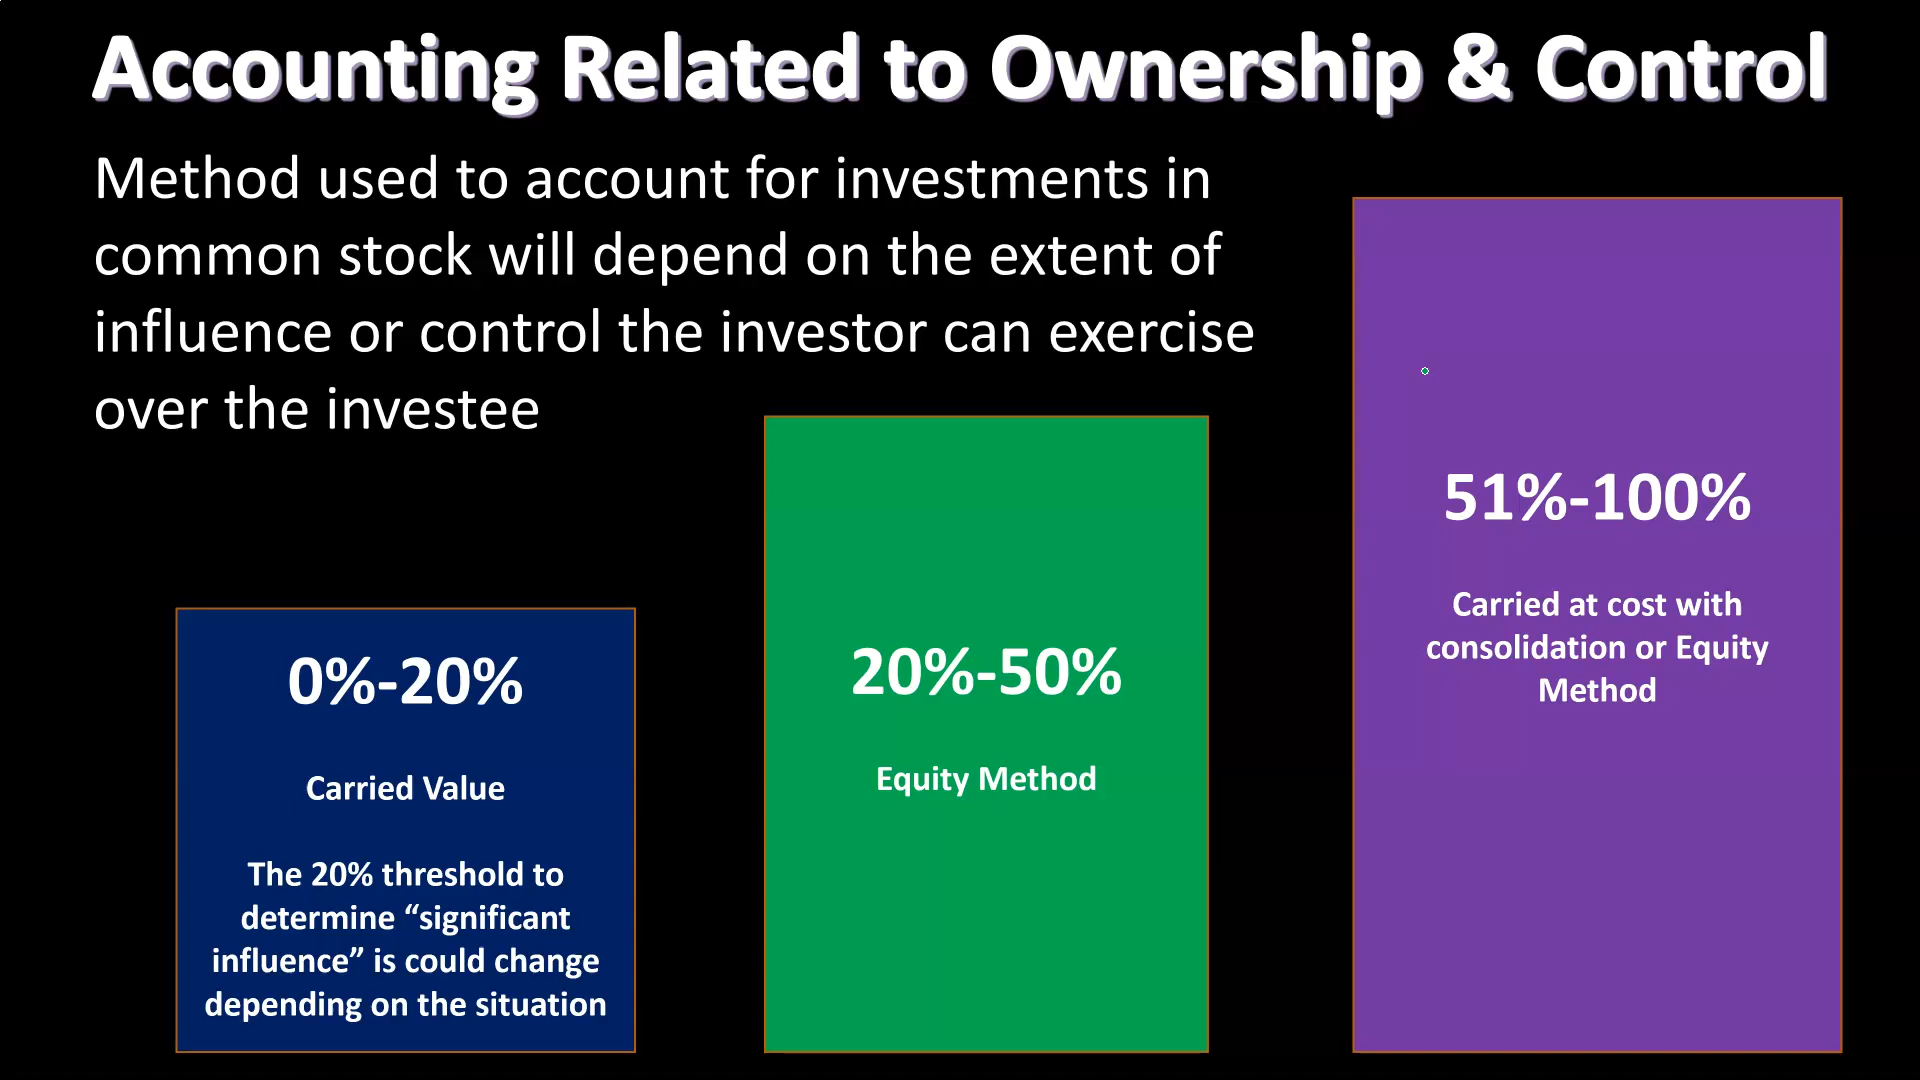 Accounting Related to Ownership & Control
Method used to account for investments in
common stock will depend on the extent of
influence or control the investor can exercise
over the investee
0%-20%
Carried Value
The 20% threshold to
determine “significant
influence” is could change
depending on the situation
20%-50%
Equity Method
51%-100%
Carried at cost with
consolidation or Equity
Method